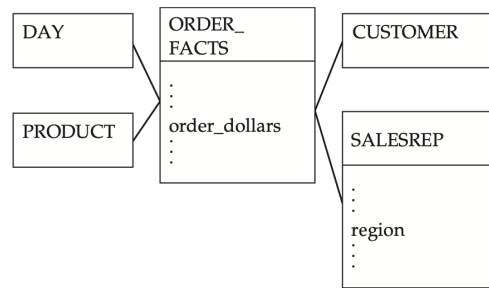 DAY
PRODUCT
ORDER_
FACTS
.
.
.
order_dollars
.
.
.
CUSTOMER
SALESREP
.
.
.
region
.
.
.